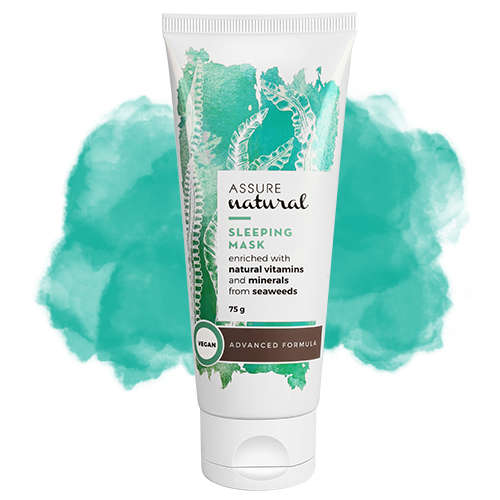 ASSURE
natural
SLEEPING
MASK
enriched with
natural vitamins
and minerals
from seaweeds
75 g
VEGAN
ADVANCED FORMULA